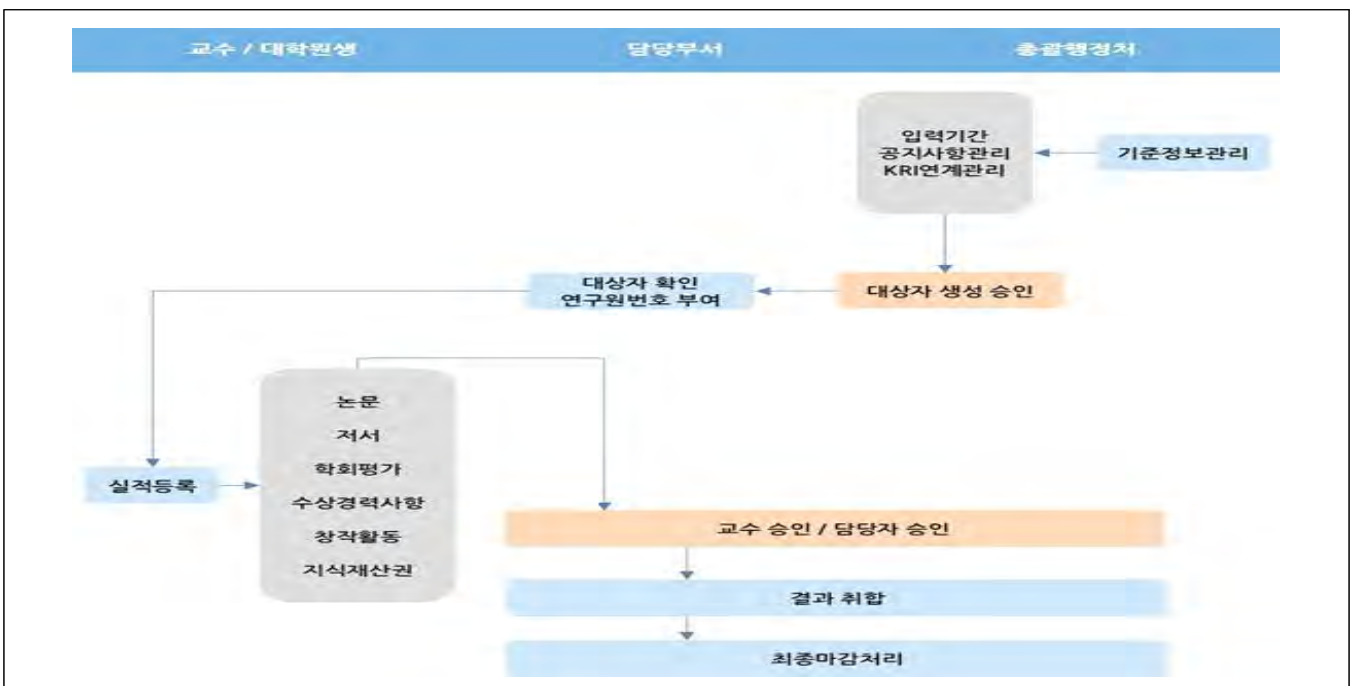 교수 / 대학원생
담당부서
총괄행정처
입력기간
공지사항관리
KRI연계관리
기준정보관리
대상자 확인
연구원번호 부여
대상자 생성 승인
논문
저서
학회평가
수상경력사항
창작활동
지식재산권
실적등록
교수 승인 / 담당자 승인
결과 취합
최종마감처리